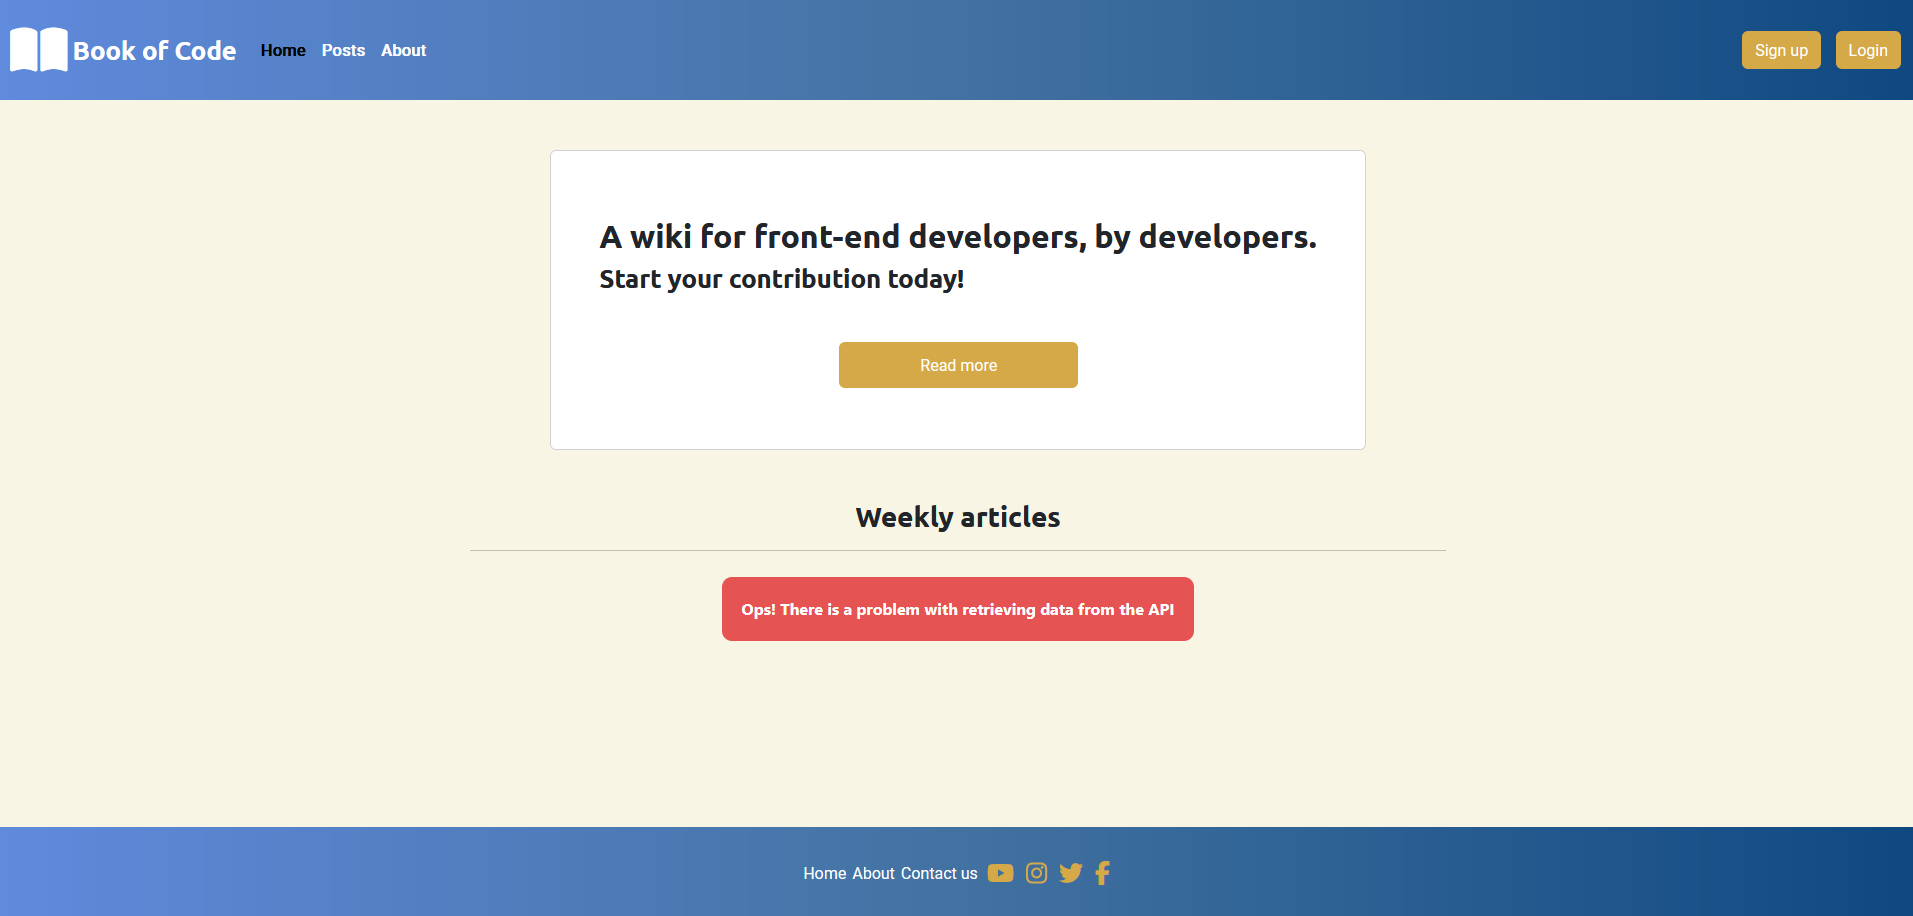 Book of Code Home Posts About Sign up Login
A wiki for front-end developers, by developers.
Start your contribution today!
Read more
Weekly articles
Ops! There is a problem with retrieving data from the API
Home About Contact us